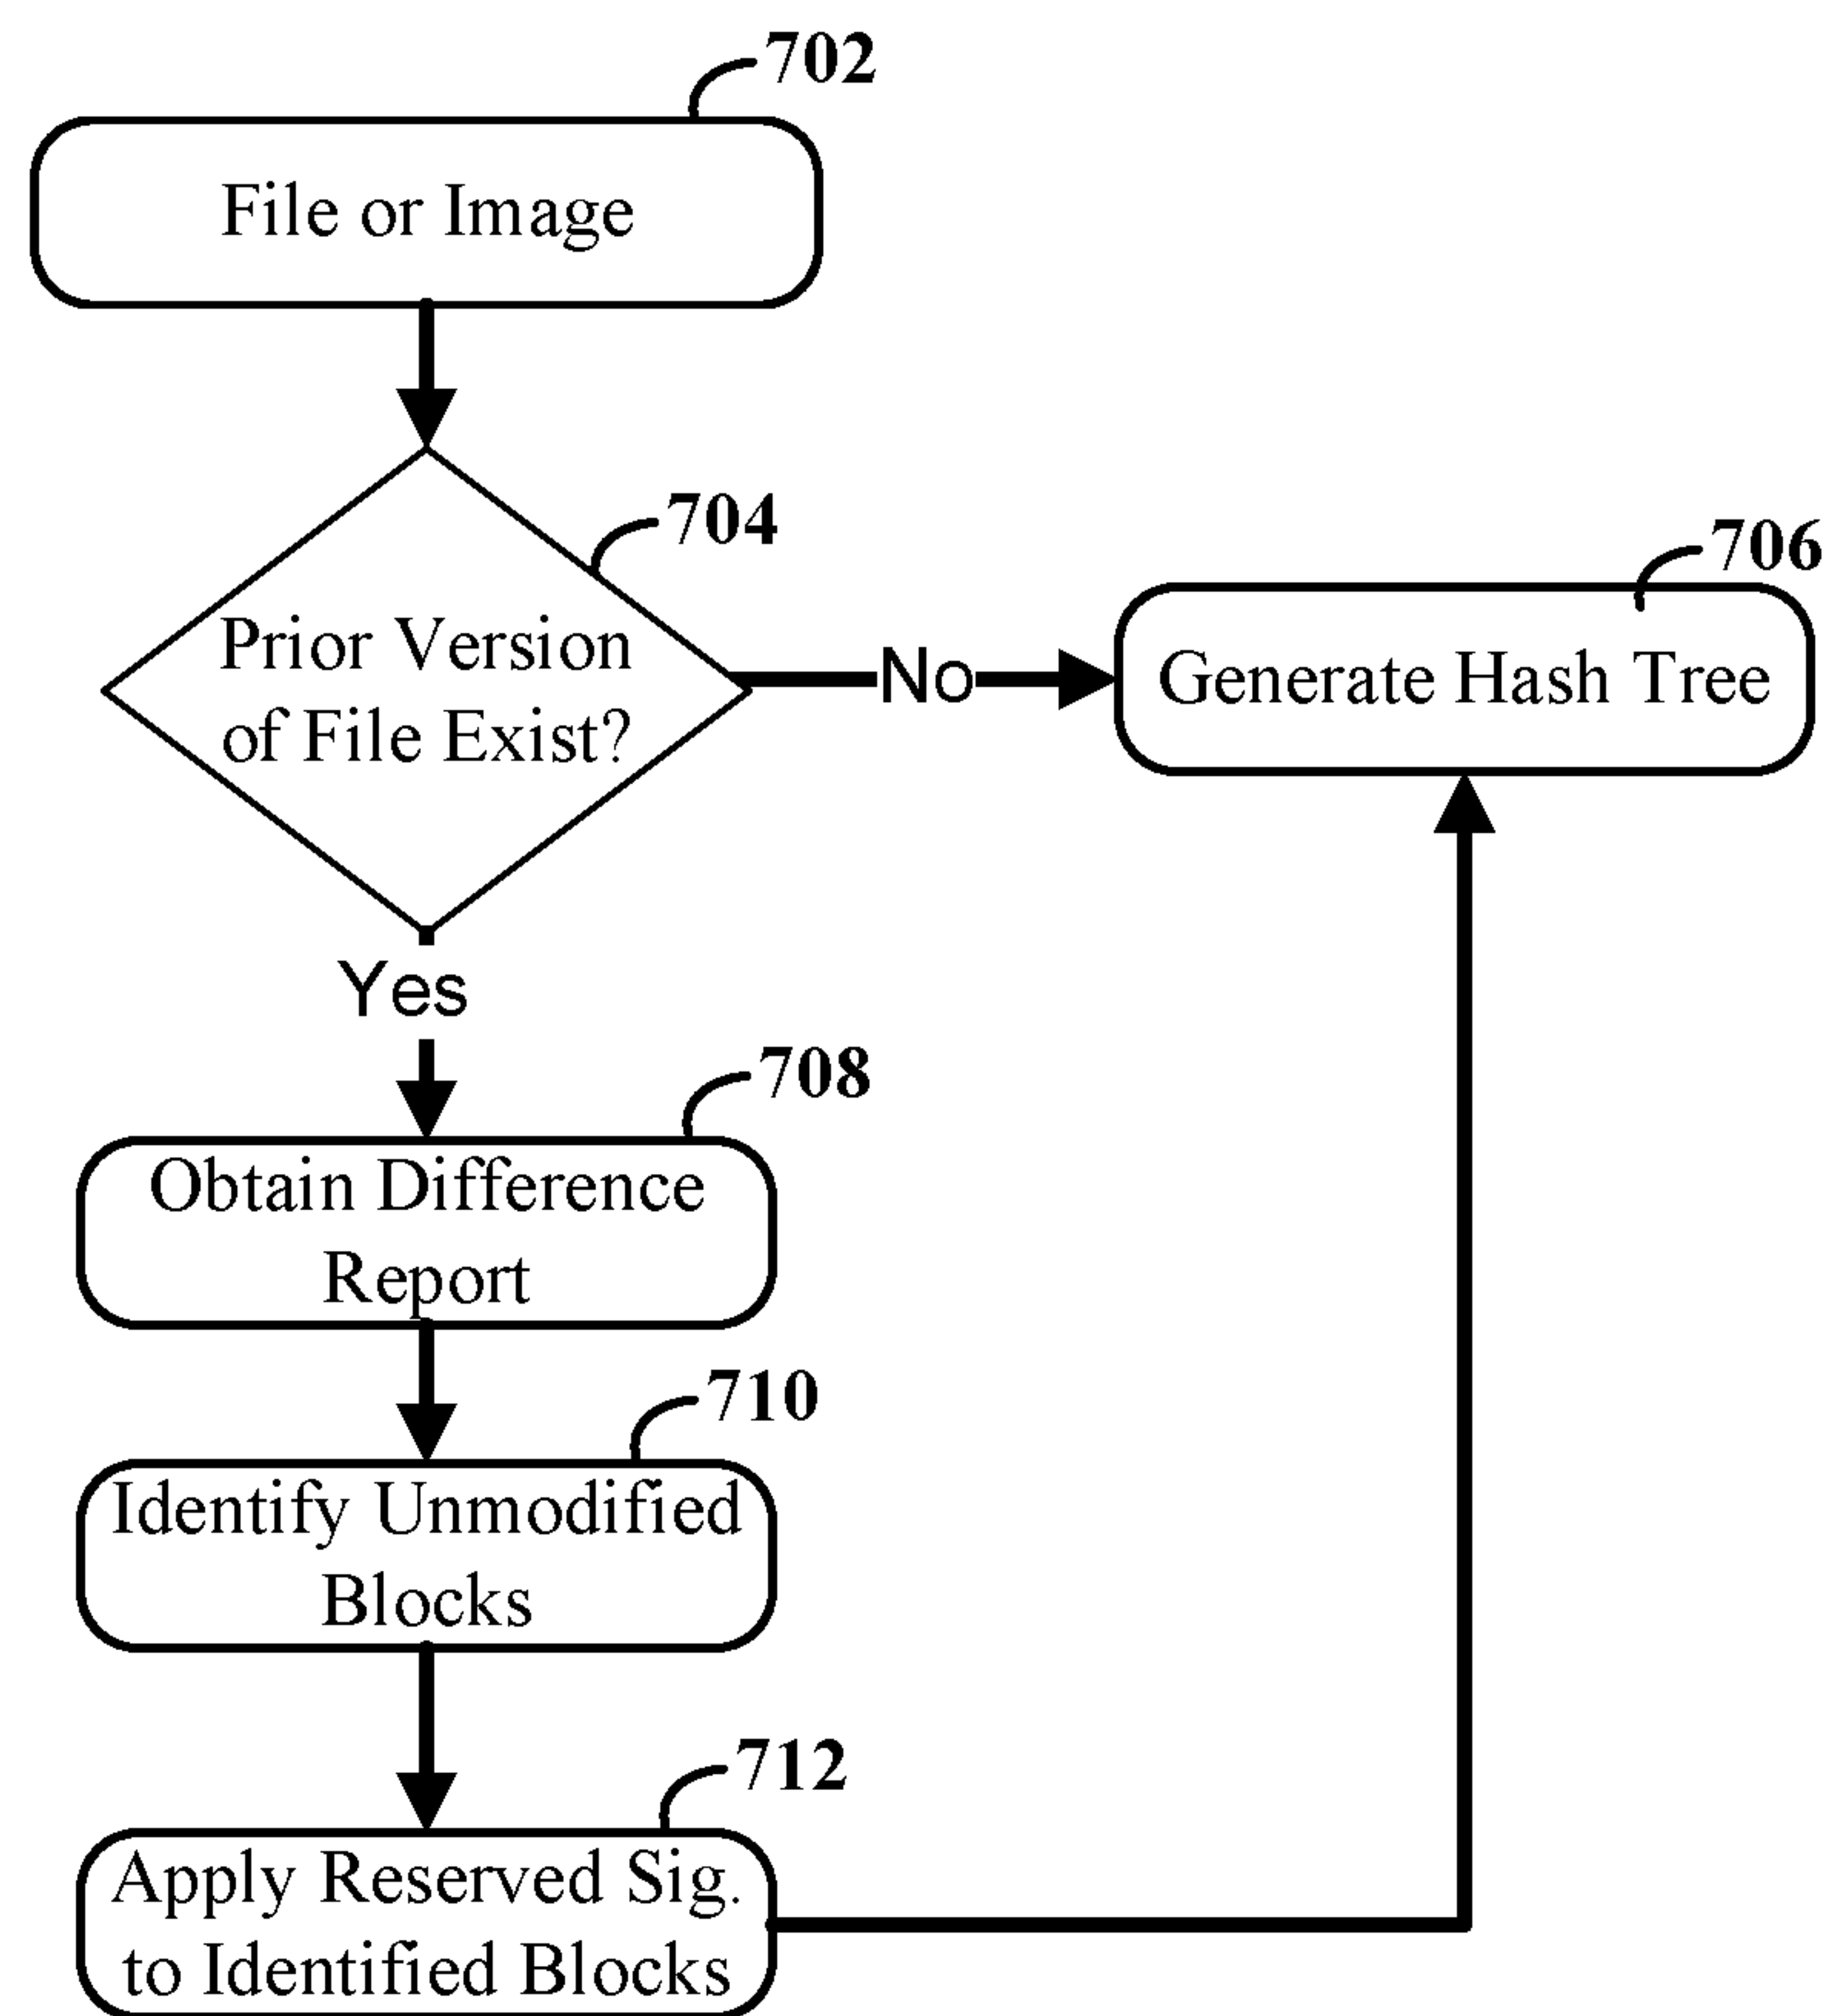 702
File or Image
704
Prior Version
of File Exist?
No
706
Generate Hash Tree
Yes
708
Obtain Difference
Report
710
Identify Unmodified
Blocks
712
Apply Reserved Sig.
to Identified Blocks